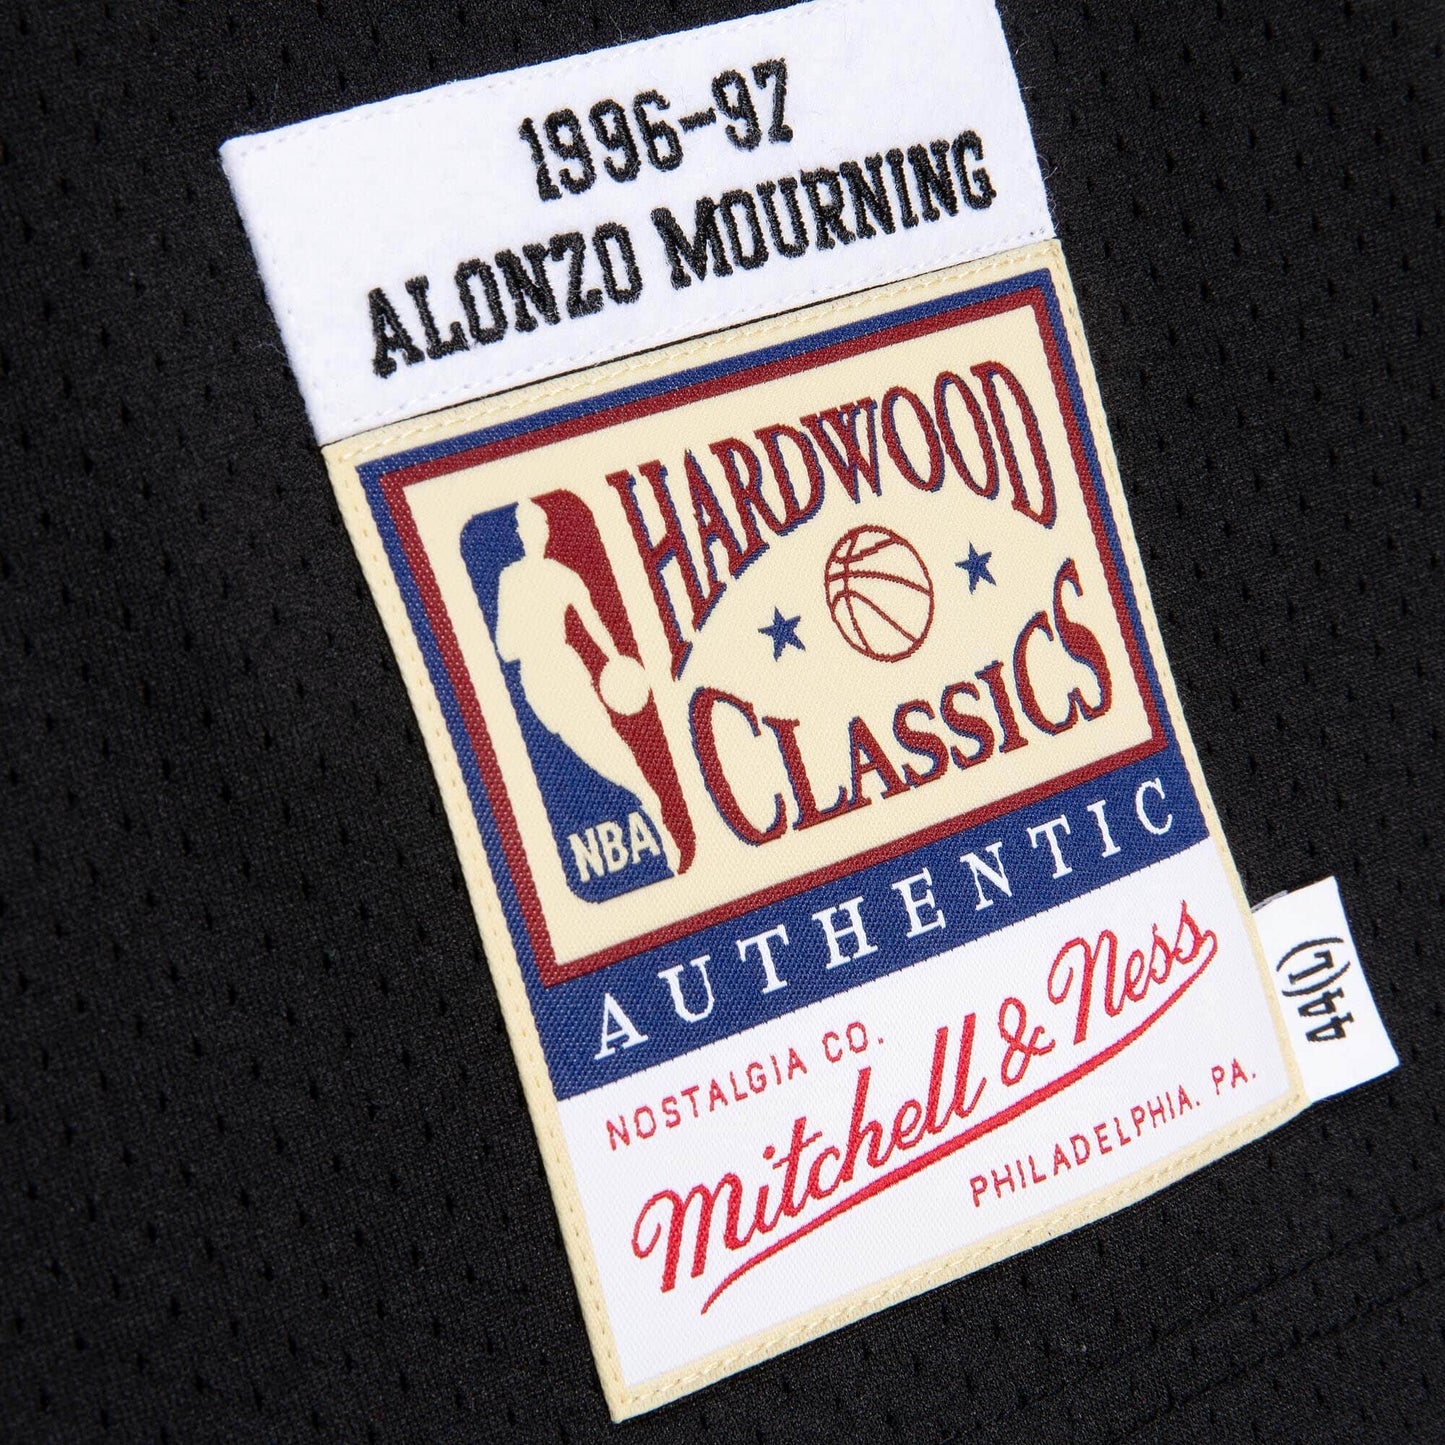 1996-97
ALONZO MOURNING
HARDWOOD
CLASSICS
NBA
AUTHENTIC
NOSTALGIA CO.
Mitchell & Ness
PHILADELPHIA. PA.
44(L)